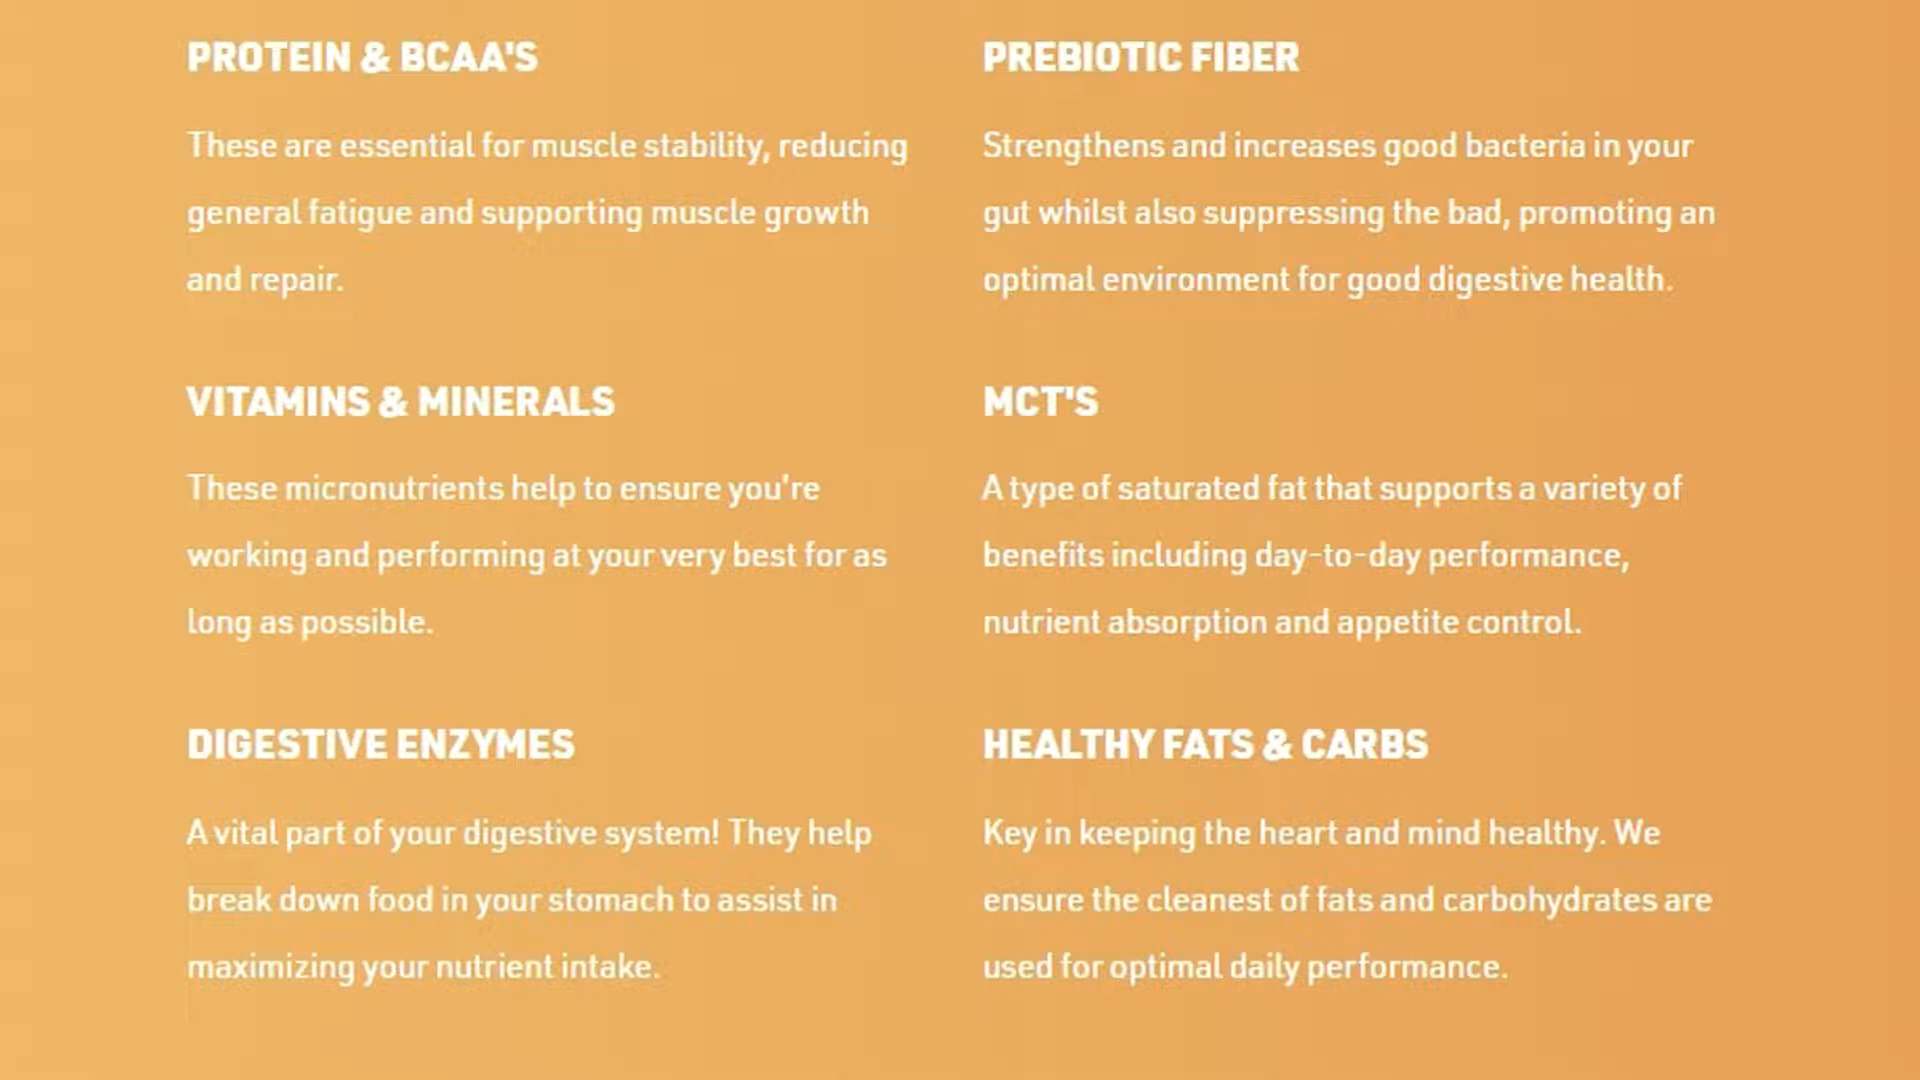 PROTEIN & BCAA'S
These are essential for muscle stability, reducing
general fatigue and supporting muscle growth
and repair.
PREBIOTIC FIBER
Strengthens and increases good bacteria in your
gut whilst also suppressing the bad, promoting an
optimal environment for good digestive health.
VITAMINS & MINERALS
These micronutrients help to ensure you're
working and performing at your very best for as
long as possible.
MCT'S
A type of saturated fat that supports a variety of
benefits including day-to-day performance,
nutrient absorption and appetite control.
DIGESTIVE ENZYMES
A vital part of your digestive system! They help
break down food in your stomach to assist in
maximizing your nutrient intake.
HEALTHY FATS & CARBS
Key in keeping the heart and mind healthy. We
ensure the cleanest of fats and carbohydrates are
used for optimal daily performance.